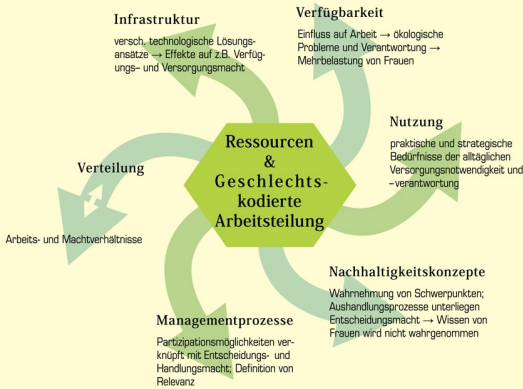 Infrastruktur
versch. technologische Lösungs-
ansätze → Effekte auf z.B. Verfüg-
ungs- und Versorgungsmacht
Verfügbarkeit
Einfluss auf Arbeit → ökologische
Probleme und Verantwortung →
Mehrbelastung von Frauen
Nutzung
praktische und strategische
Bedürfnisse der alltäglichen
Versorgungsnotwendigkeit und
-verantwortung
Ressourcen
&
Geschlechts-
kodierte
Arbeitsteilung
Verteilung
Arbeits- und Machtverhältnisse
Nachhaltigkeitskonzepte
Wahrnehmung von Schwerpunkten;
Aushandlungsprozesse unterliegen
Entscheidungsmacht → Wissen von
Frauen wird nicht wahrgenommen
Managementprozesse
Partizipationsmöglichkeiten ver-
knüpft mit Entscheidungs- und
Handlungsmacht; Definition von
Relevanz